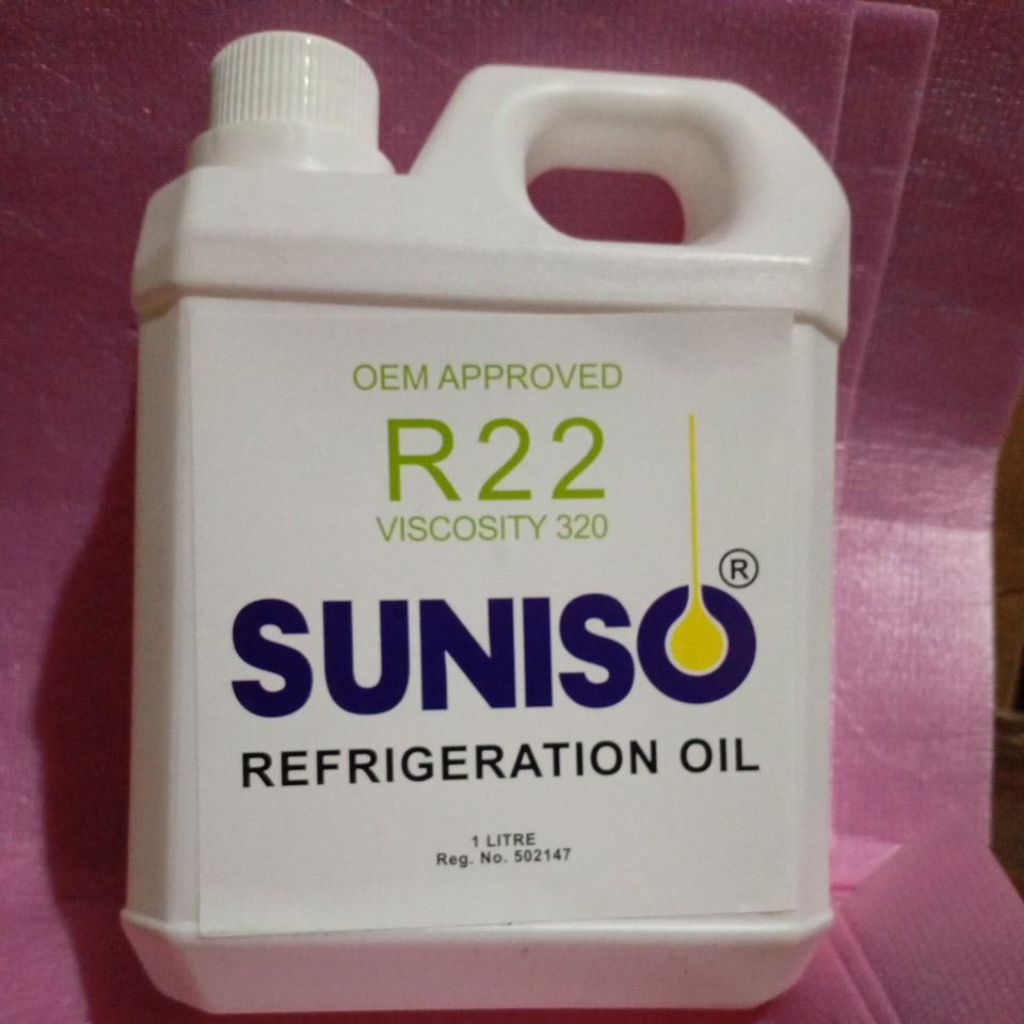 OEM APPROVED
R22
VISCOSITY 320
SUNISO ®
REFRIGERATION OIL
1 LITRE
Reg. No. 502147